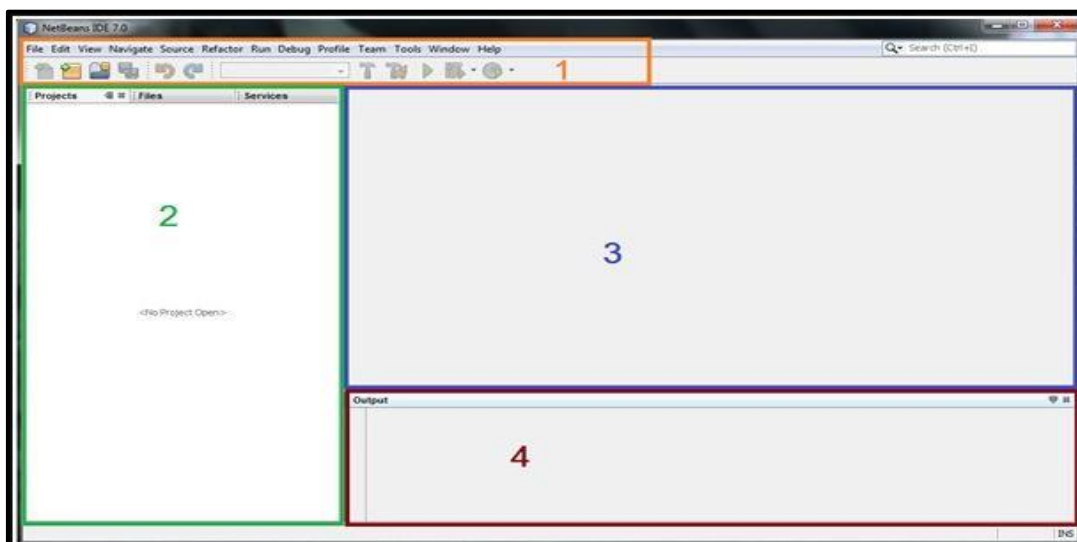 NetBeans IDE 7.0
File Edit View Navigate Source Refactor Run Debug Profile Team Tools Window Help
Search (Ctrl+I)
1
Projects Files Services
2
3
<No Project Open>
Output
4
INS